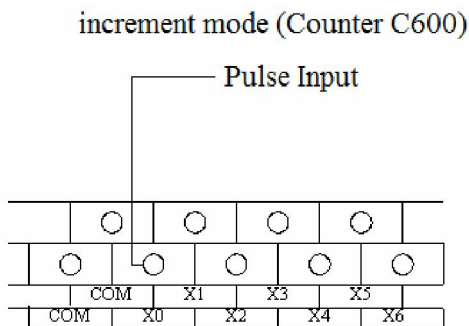 increment mode (Counter C600)
Pulse Input
COM X1 X3 X5
COM X0 X2 X4 X6